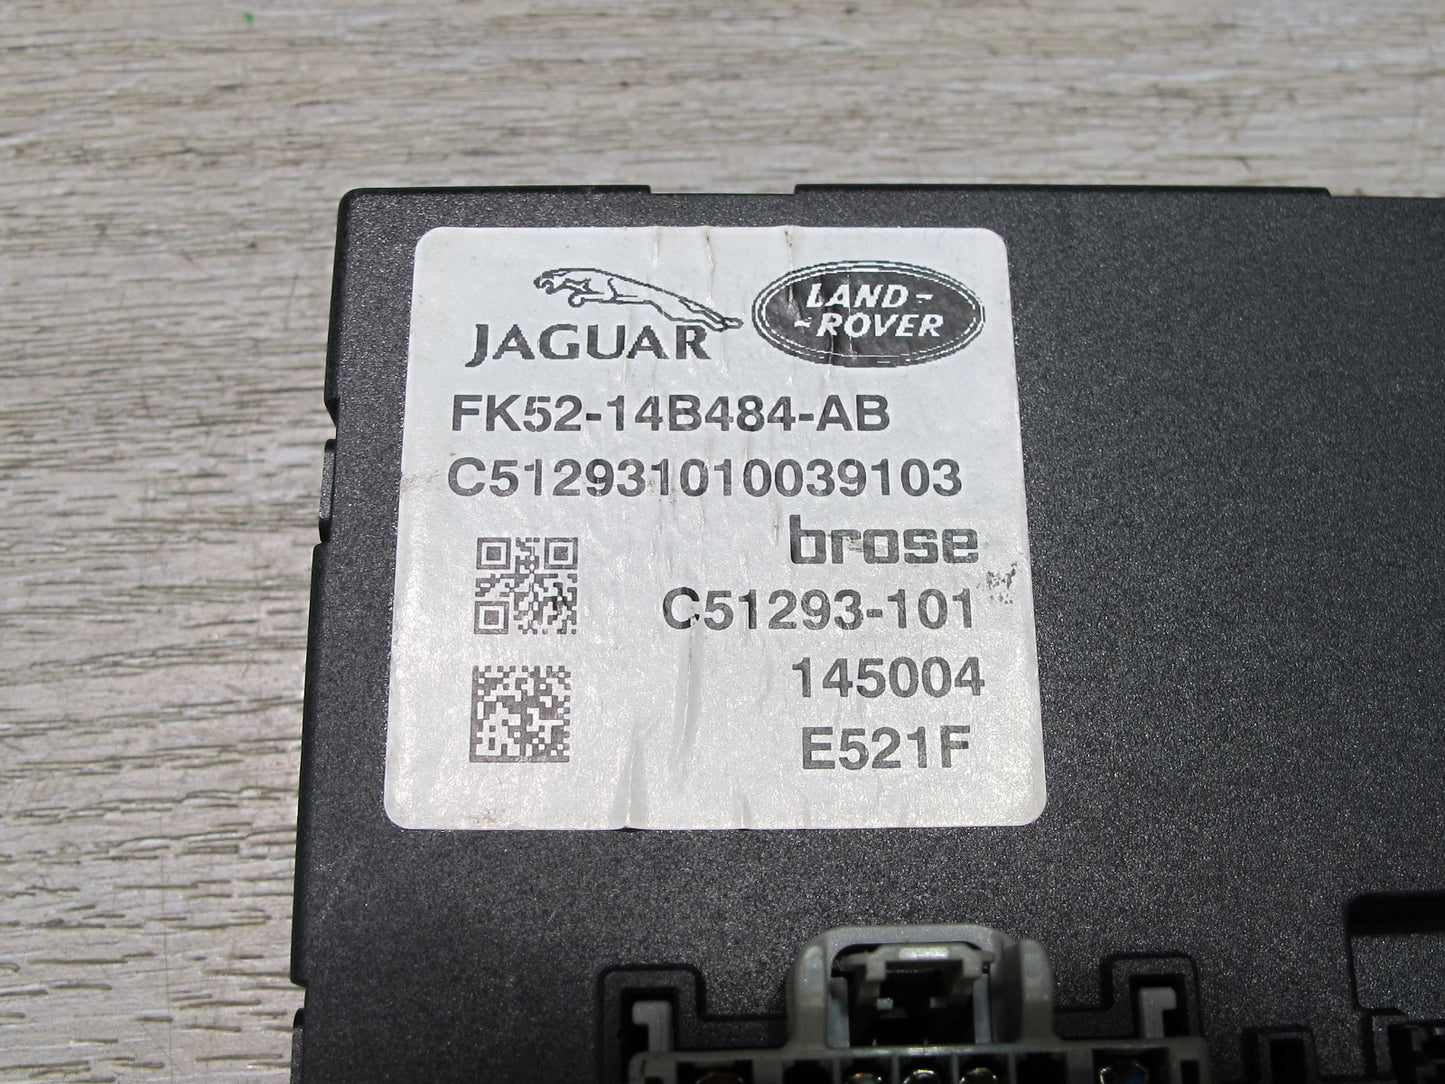 JAGUAR
LAND-
-ROVER
FK52-14B484-AB
C512931010039103
brose
C51293-101
145004
E521F